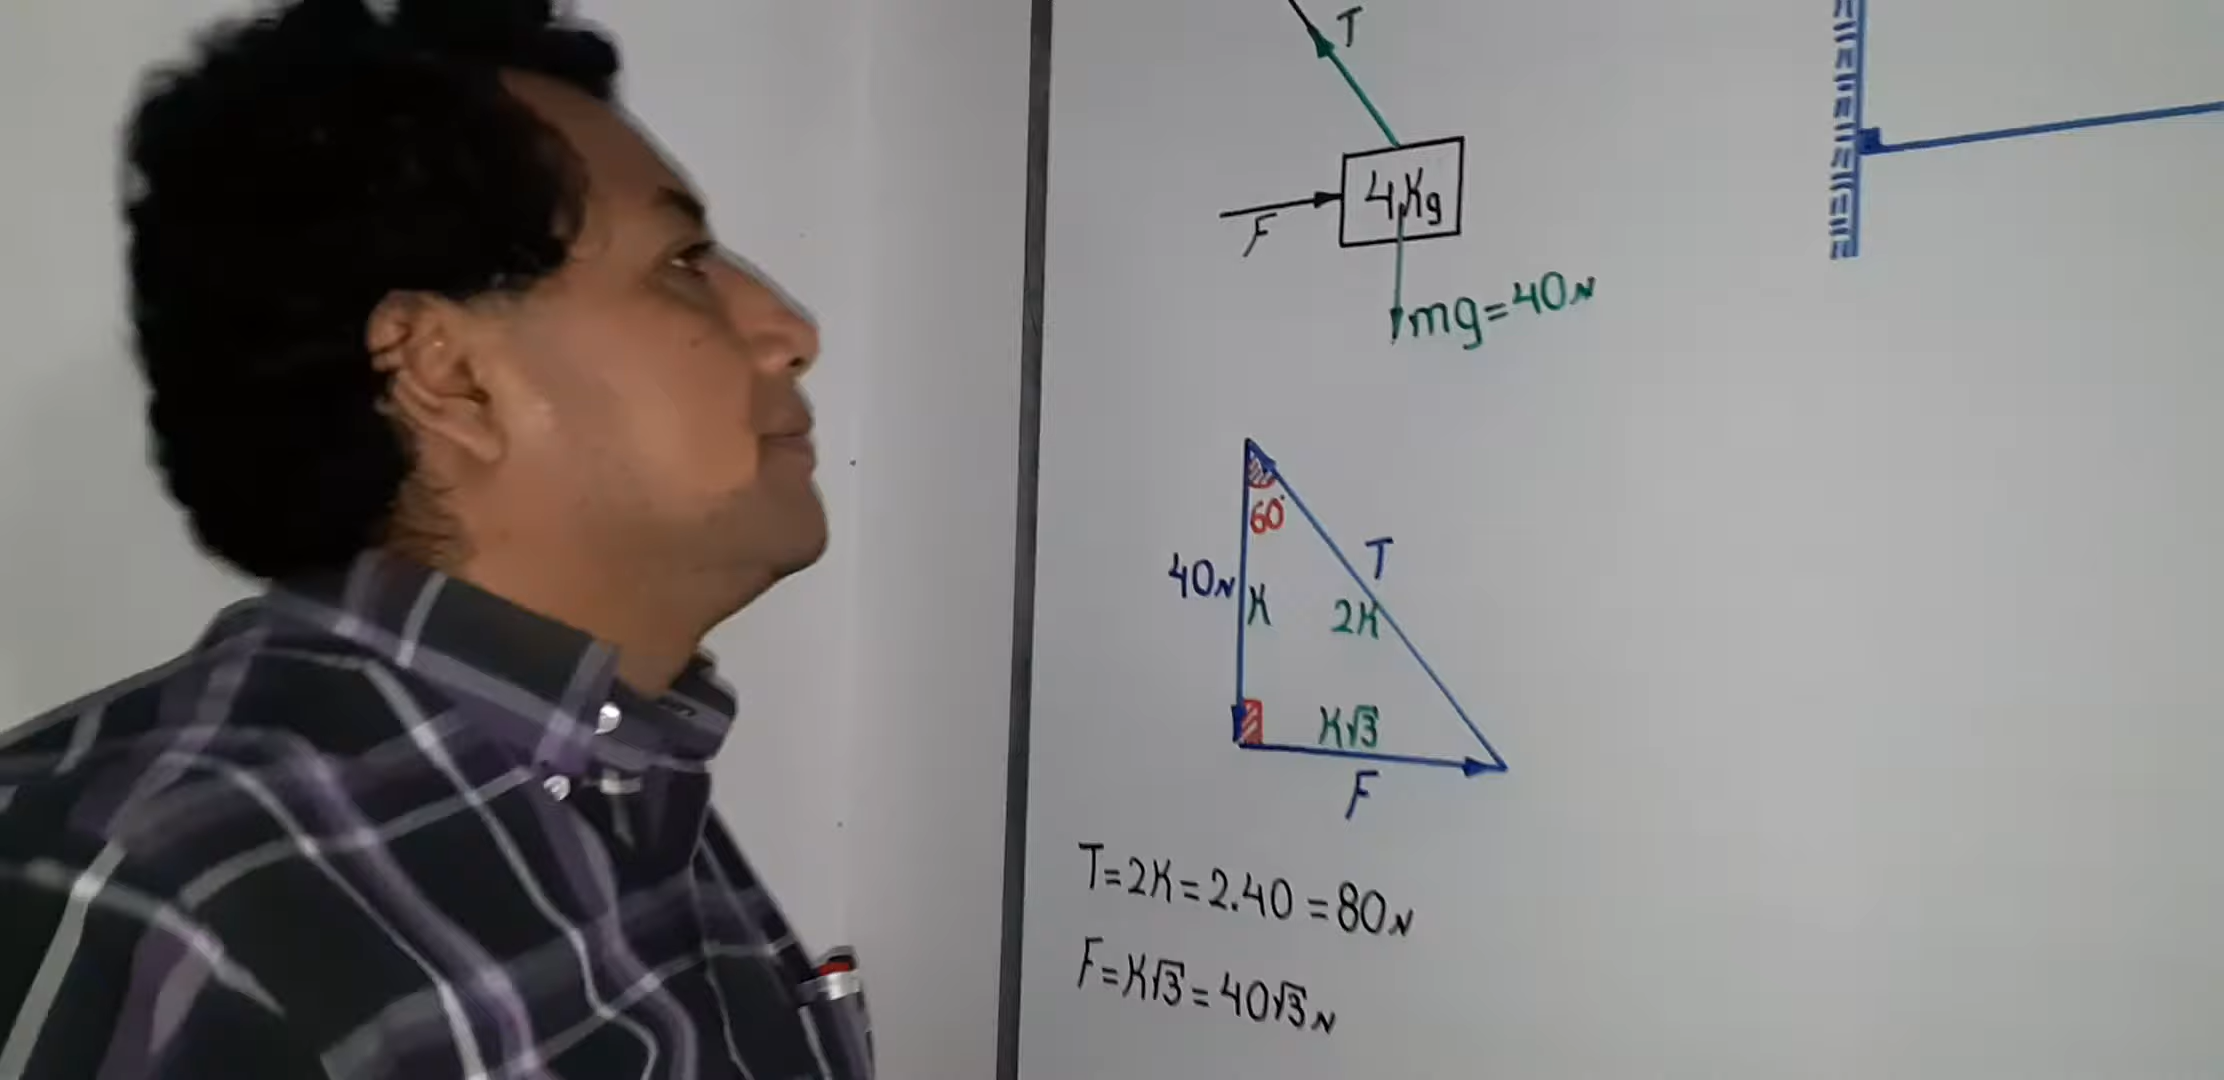 T
4Kg
F
mg=40N
60°
40N
K
T
2K
K√3
F
T=2K=2.40=80N
F=K√3=40√3N